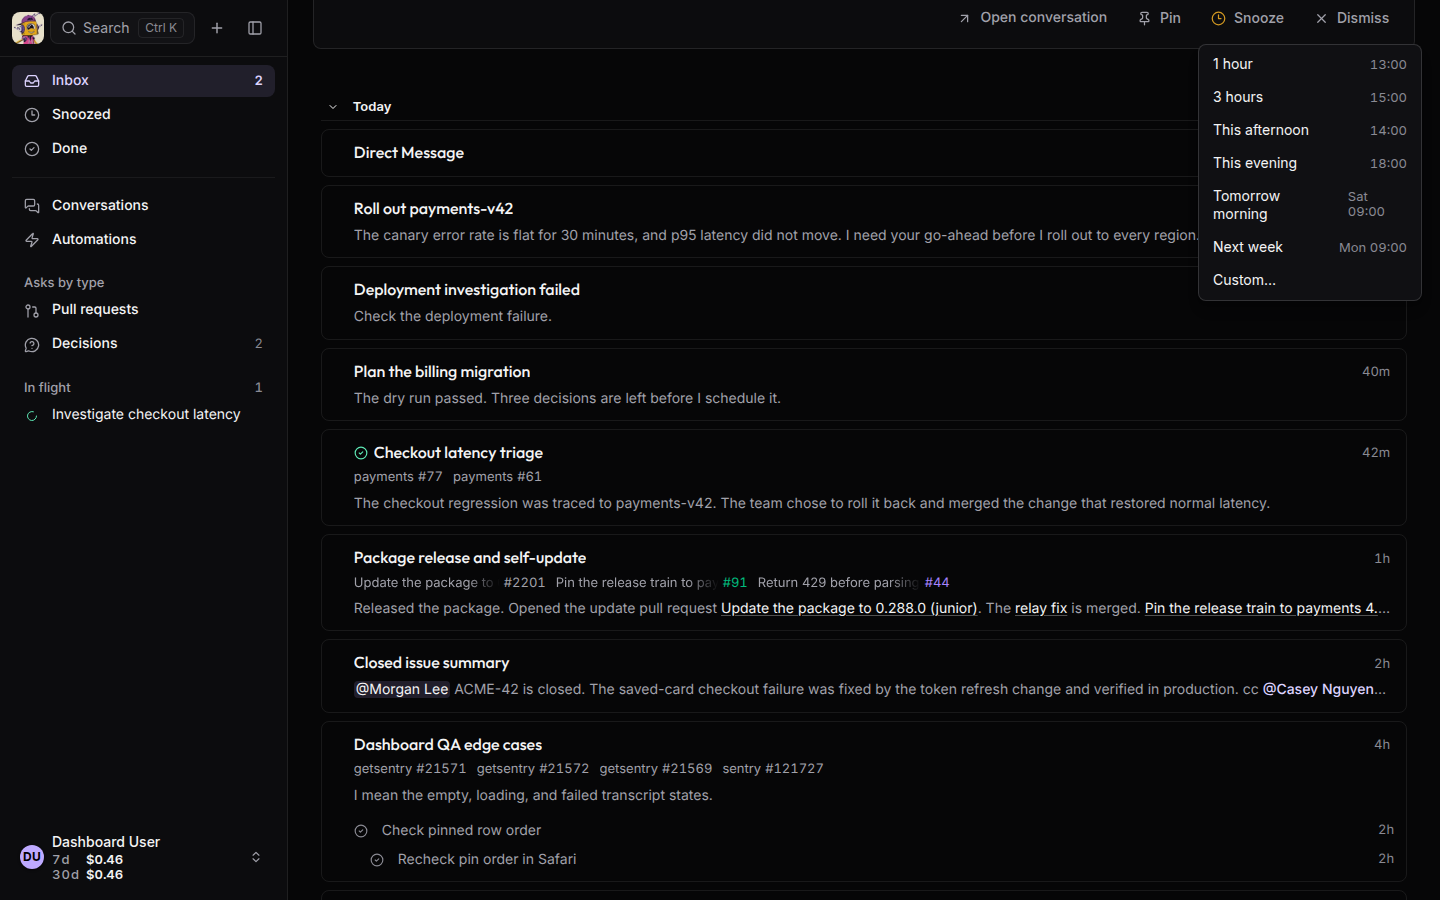 Search Ctrl K
Inbox 2
Snoozed
Done
Conversations
Automations
Asks by type
Pull requests
Decisions 2
In flight 1
Investigate checkout latency
DU
Dashboard User
7d $0.46
30d $0.46
Open conversation Pin Snooze Dismiss
1 hour 13:00
3 hours 15:00
This afternoon 14:00
This evening 18:00
Tomorrow morning Sat 09:00
Next week Mon 09:00
Custom...
Today
Direct Message
Roll out payments-v42
The canary error rate is flat for 30 minutes, and p95 latency did not move. I need your go-ahead before I roll out to every region.
Deployment investigation failed
Check the deployment failure.
Plan the billing migration 40m
The dry run passed. Three decisions are left before I schedule it.
Checkout latency triage 42m
payments #77 payments #61
The checkout regression was traced to payments-v42. The team chose to roll it back and merged the change that restored normal latency.
Package release and self-update 1h
Update the package to #2201 Pin the release train to pay #91 Return 429 before parsing #44
Released the package. Opened the update pull request Update the package to 0.288.0 (junior). The relay fix is merged. Pin the release train to payments 4....
Closed issue summary 2h
@Morgan Lee ACME-42 is closed. The saved-card checkout failure was fixed by the token refresh change and verified in production. cc @Casey Nguyen...
Dashboard QA edge cases 4h
getsentry #21571 getsentry #21572 getsentry #21569 sentry #121727
I mean the empty, loading, and failed transcript states.
Check pinned row order 2h
Recheck pin order in Safari 2h